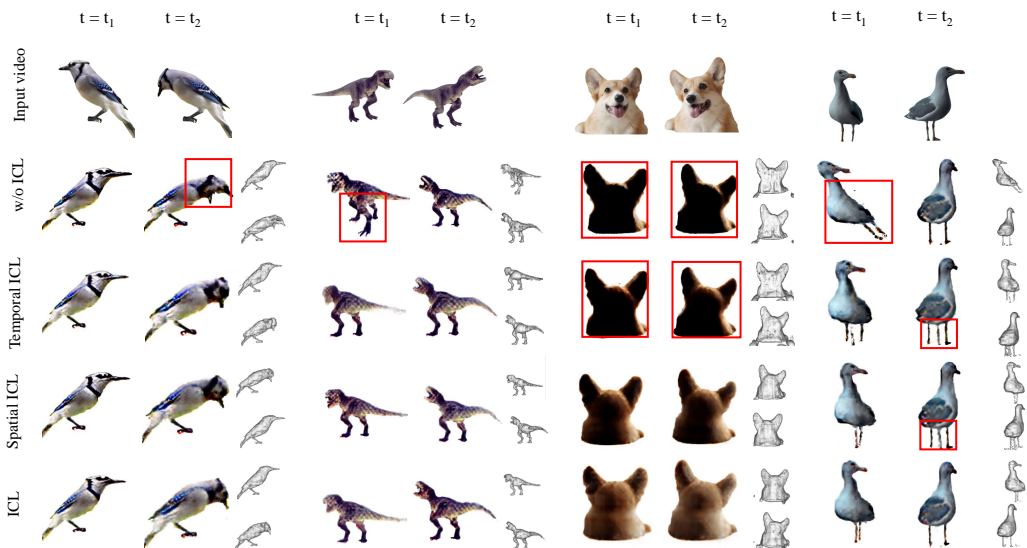 t = t₁ t = t₂ t = t₁ t = t₂ t = t₁ t = t₂ t = t₁ t = t₂
Input video
w/o ICL
Temporal ICL
Spatial ICL
ICL